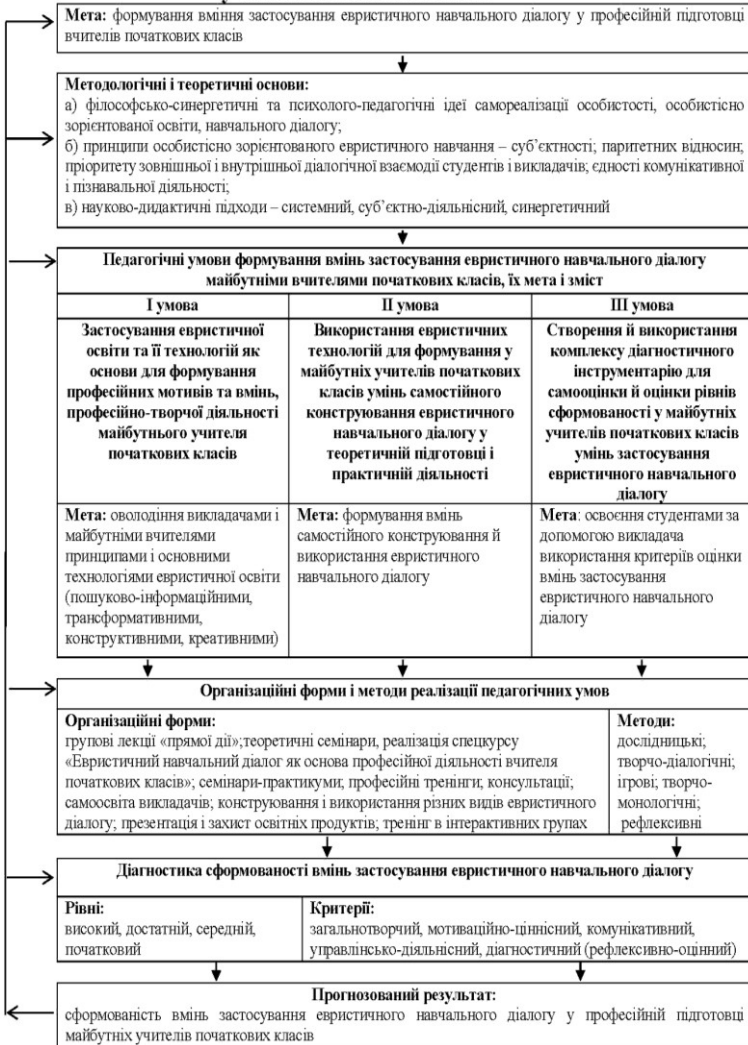 Мета: формування вміння застосування евристичного навчального діалогу у професійній підготовці
вчителів початкових класів
Методологічні і теоретичні основи:
а) філософсько-синергетичні та психолого-педагогічні ідеї самореалізації особистості, особистісно
зорієнтованої освіти, навчального діалогу;
б) принципи особистісно зорієнтованого евристичного навчання – суб’єктності; паритетних відносин;
пріоритету зовнішньої і внутрішньої діалогічної взаємодії студентів і викладачів; єдності комунікативної
і пізнавальної діяльності;
в) науково-дидактичні підходи – системний, суб’єктно-діяльнісний, синергетичний
Педагогічні умови формування вмінь застосування евристичного навчального діалогу
майбутніми вчителями початкових класів, їх мета і зміст
І умова
Застосування евристичної
освіти та її технологій як
основи для формування
професійних мотивів та вмінь,
професійно-творчої діяльності
майбутнього учителя
початкових класів
Мета: оволодіння викладачами і
майбутніми вчителями
принципами і основними
технологіями евристичної освіти
(пошуково-інформаційними,
трансформативними,
конструктивними, креативними)
ІІ умова
Використання евристичних
технологій для формування у
майбутніх учителів початкових
класів умінь самостійного
конструювання евристичного
навчального діалогу у
теоретичній підготовці і
практичній діяльності
Мета: формування вмінь
самостійного конструювання й
використання евристичного
навчального діалогу
ІІІ умова
Створення й використання
комплексу діагностичного
інструментарію для
самооцінки й оцінки рівнів
сформованості у майбутніх
учителів початкових класів
умінь застосування
евристичного навчального
діалогу
Мета: освоєння студентами за
допомогою викладача
використання критеріїв оцінки
вмінь застосування
евристичного навчального
діалогу
Організаційні форми і методи реалізації педагогічних умов
Організаційні форми:
групові лекції «прямої дії»;теоретичні семінари, реалізація спецкурсу
«Евристичний навчальний діалог як основа професійної діяльності вчителя
початкових класів»; семінари-практикуми; професійні тренінги; консультації;
самоосвіта викладачів; конструювання і використання різних видів евристичного
діалогу; презентація і захист освітніх продуктів; тренінг в інтерактивних групах
Методи:
дослідницькі;
творчо-діалогічні;
ігрові; творчо-
монологічні;
рефлексивні
Діагностика сформованості вмінь застосування евристичного навчального діалогу
Рівні:
високий, достатній, середній,
початковий
Критерії:
загальнотворчий, мотиваційно-ціннісний, комунікативний,
управлінсько-діяльнісний, діагностичний (рефлексивно-оцінний)
Прогнозований результат:
сформованість вмінь застосування евристичного навчального діалогу у професійній підготовці
майбутніх учителів початкових класів